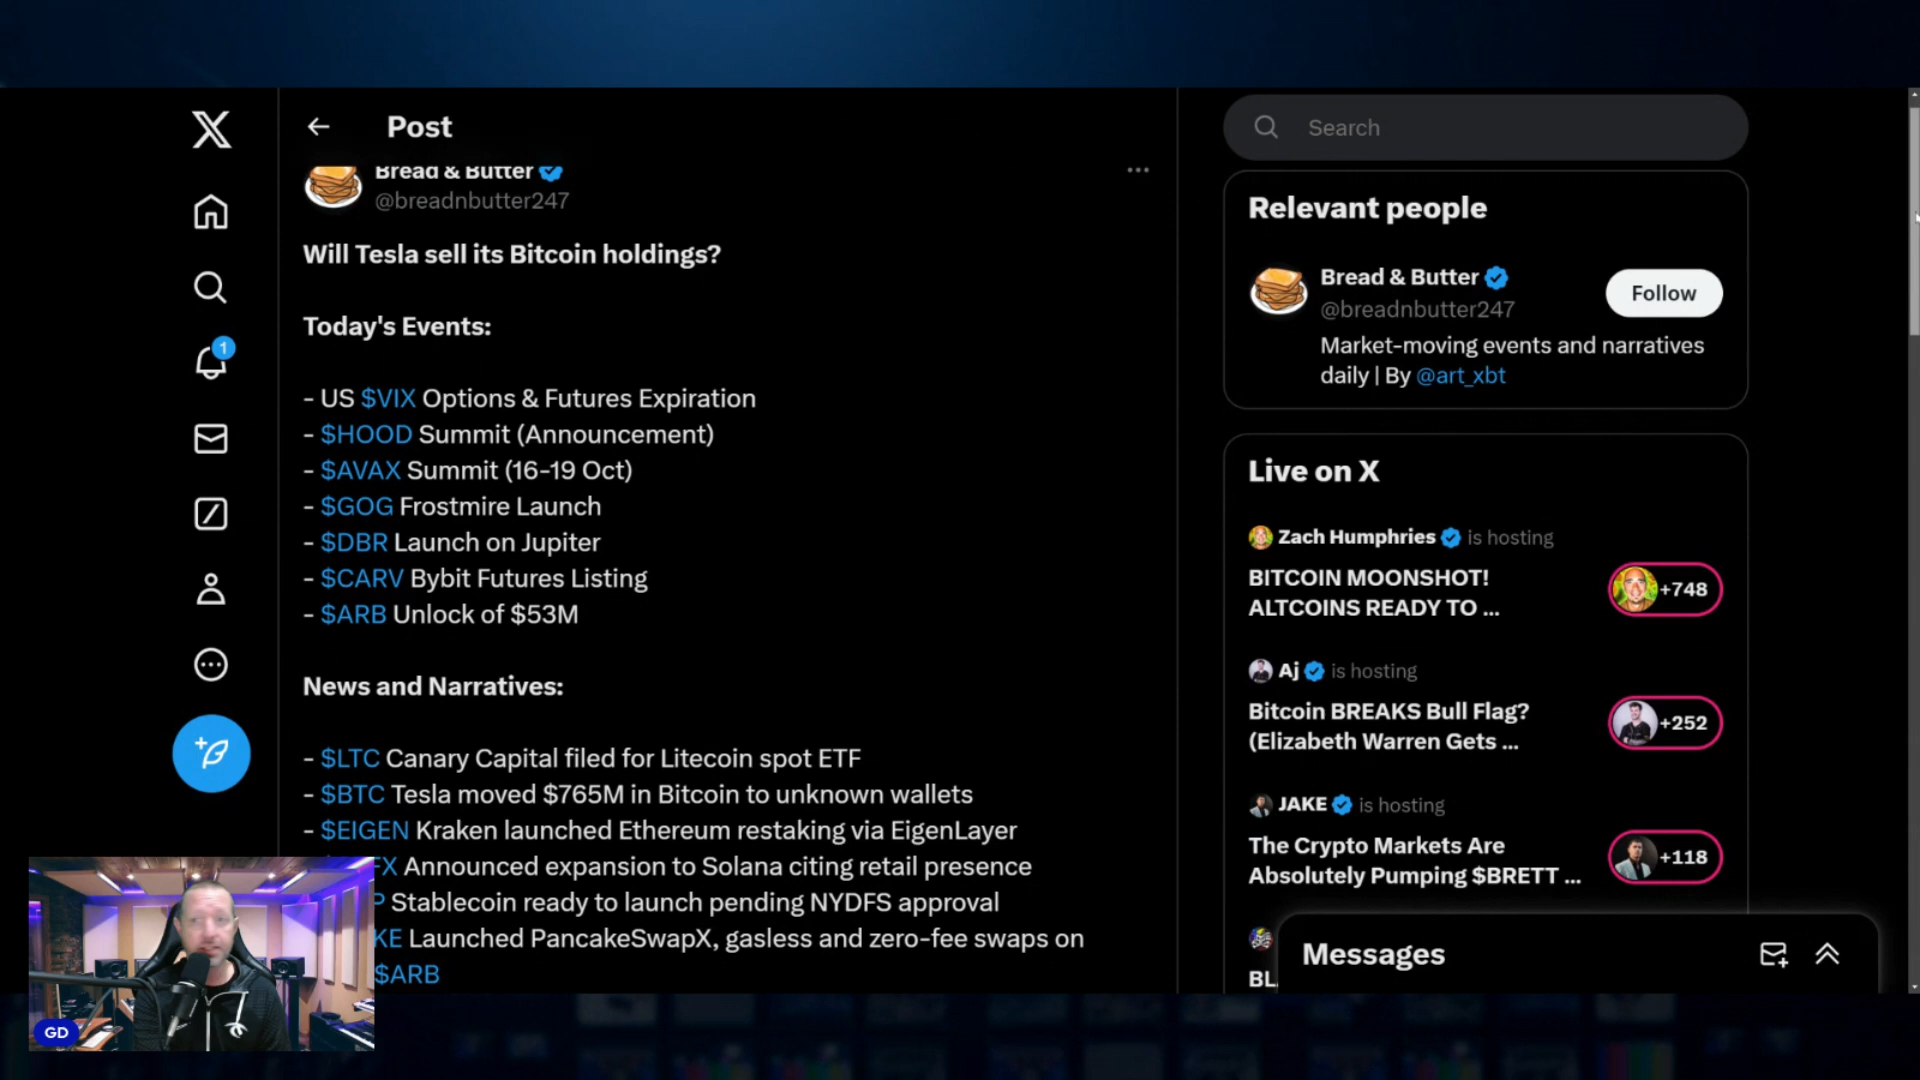 Post
Search
Bread & Butter
@breadnbutter247
Will Tesla sell its Bitcoin holdings?
Today's Events:
- US $VIX Options & Futures Expiration
- $HOOD Summit (Announcement)
- $AVAX Summit (16-19 Oct)
- $GOG Frostmire Launch
- $DBR Launch on Jupiter
- $CARV Bybit Futures Listing
- $ARB Unlock of $53M
News and Narratives:
- $LTC Canary Capital filed for Litecoin spot ETF
- $BTC Tesla moved $765M in Bitcoin to unknown wallets
- $EIGEN Kraken launched Ethereum restaking via EigenLayer
FX Announced expansion to Solana citing retail presence
P Stablecoin ready to launch pending NYDFS approval
KE Launched PancakeSwapX, gasless and zero-fee swaps on
$ARB
1
GD
Relevant people
Bread & Butter
Follow
@breadnbutter247
Market-moving events and narratives
daily | By @art_xbt
Live on X
Zach Humphries is hosting
BITCOIN MOONSHOT!
ALTCOINS READY TO ...
+748
Aj is hosting
Bitcoin BREAKS Bull Flag?
(Elizabeth Warren Gets ...
+252
JAKE is hosting
The Crypto Markets Are
Absolutely Pumping $BRETT ...
+118
BL
Messages